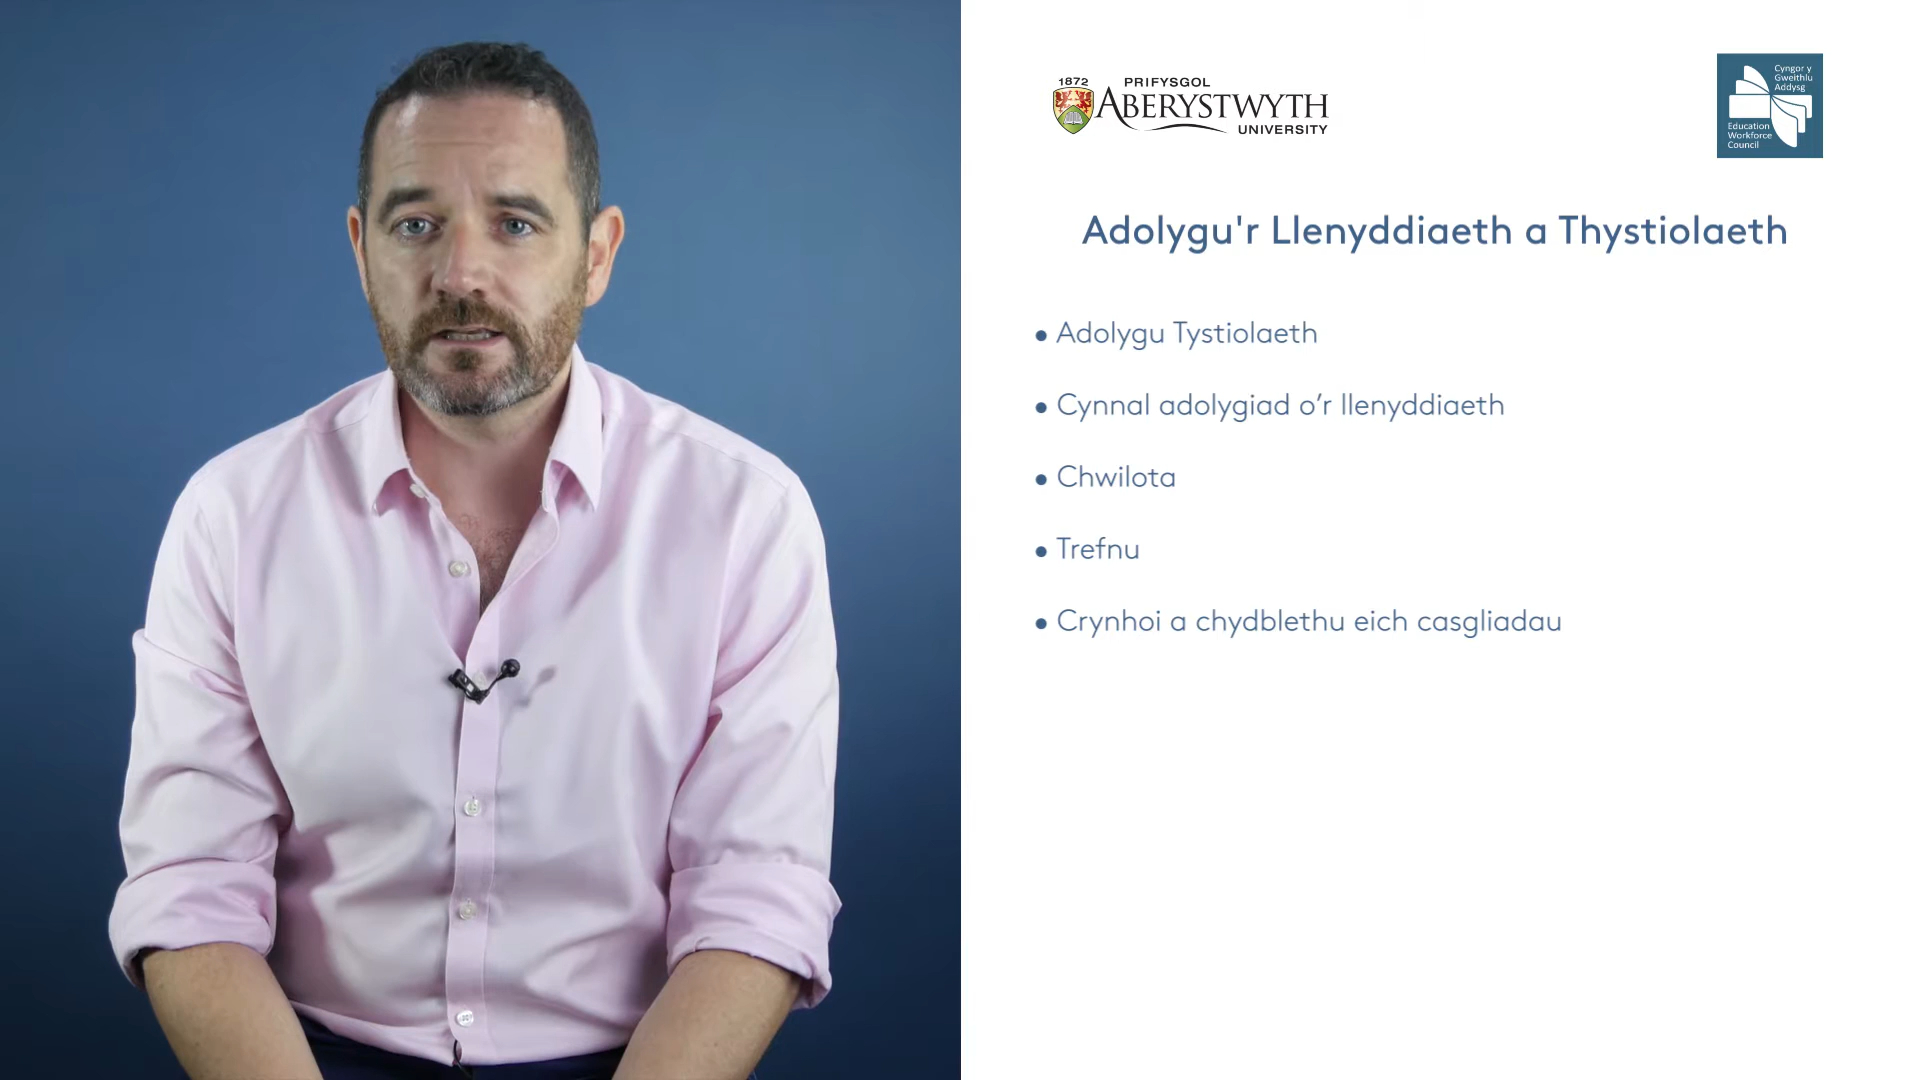 1872
PRIFYSGOL
ABERYSTWYTH
UNIVERSITY
Cyngor y
Gweithlu
Addysg
Education
Workforce
Council
Adolygu'r Llenyddiaeth a Thystiolaeth
• Adolygu Tystiolaeth
• Cynnal adolygiad o’r llenyddiaeth
• Chwilota
• Trefnu
• Crynhoi a chydblethu eich casgliadau